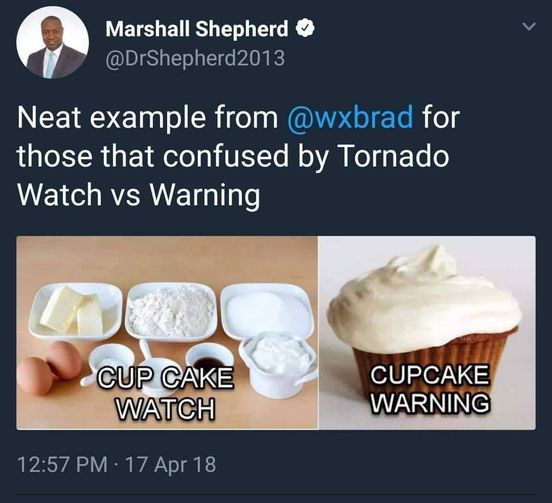 Marshall Shepherd
@DrShepherd2013
Neat example from @wxbrad for
those that confused by Tornado
Watch vs Warning
CUP CAKE
WATCH
CUPCAKE
WARNING
12:57 PM · 17 Apr 18